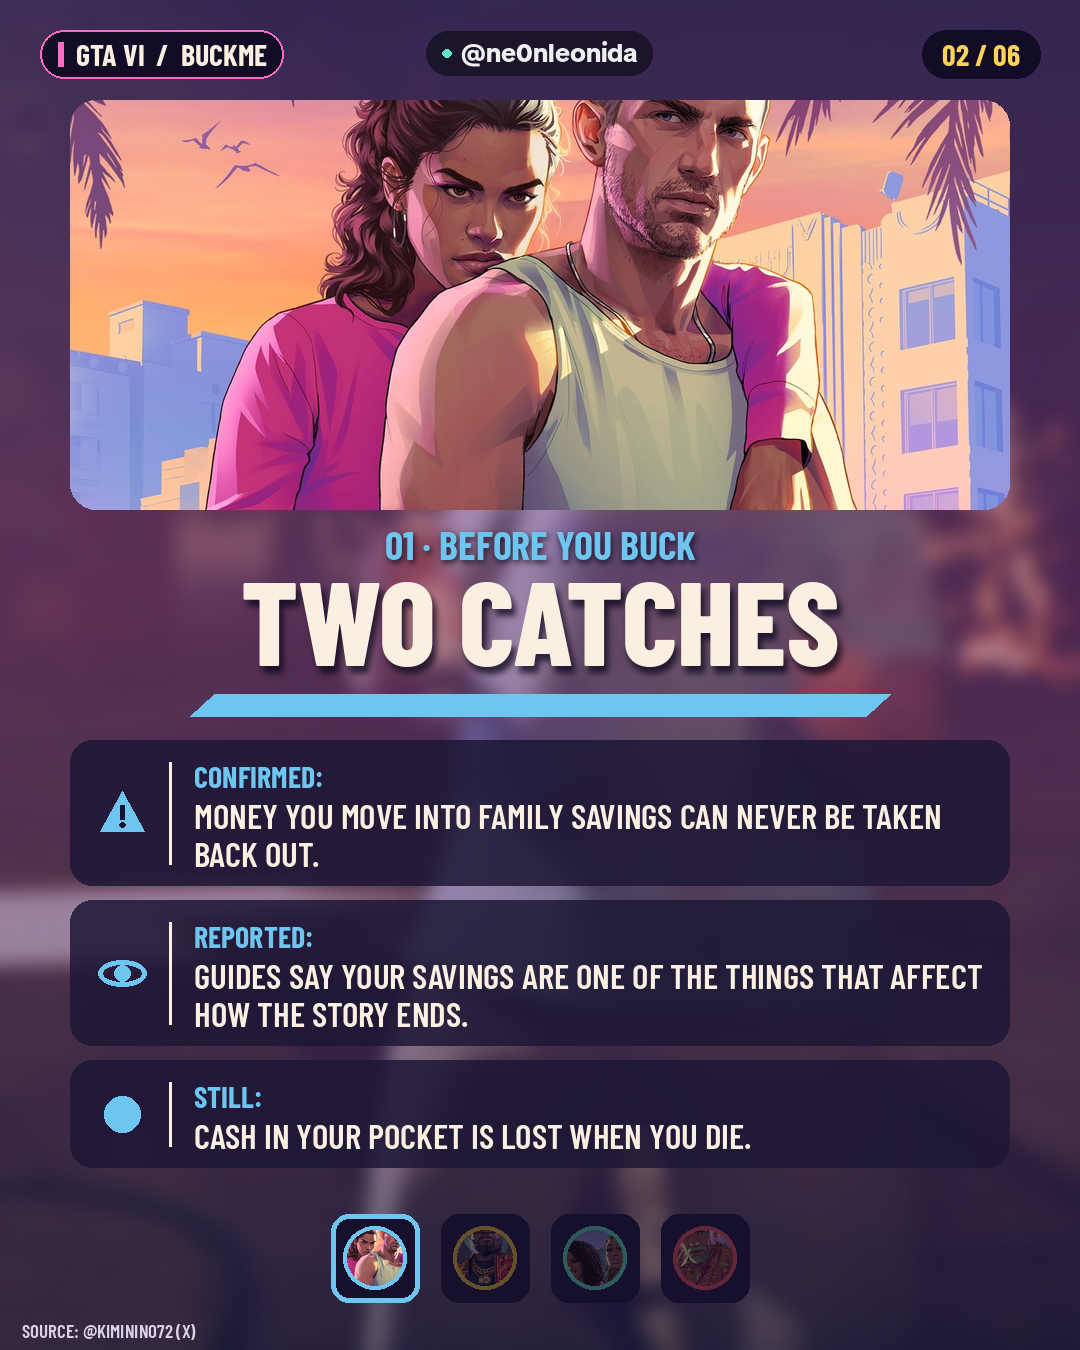 GTA VI / BUCKME
@ne0nleonida
02 / 06
01 · BEFORE YOU BUCK
TWO CATCHES
CONFIRMED:
MONEY YOU MOVE INTO FAMILY SAVINGS CAN NEVER BE TAKEN
BACK OUT.
REPORTED:
GUIDES SAY YOUR SAVINGS ARE ONE OF THE THINGS THAT AFFECT
HOW THE STORY ENDS.
STILL:
CASH IN YOUR POCKET IS LOST WHEN YOU DIE.
SOURCE: @KIMININO72 (X)